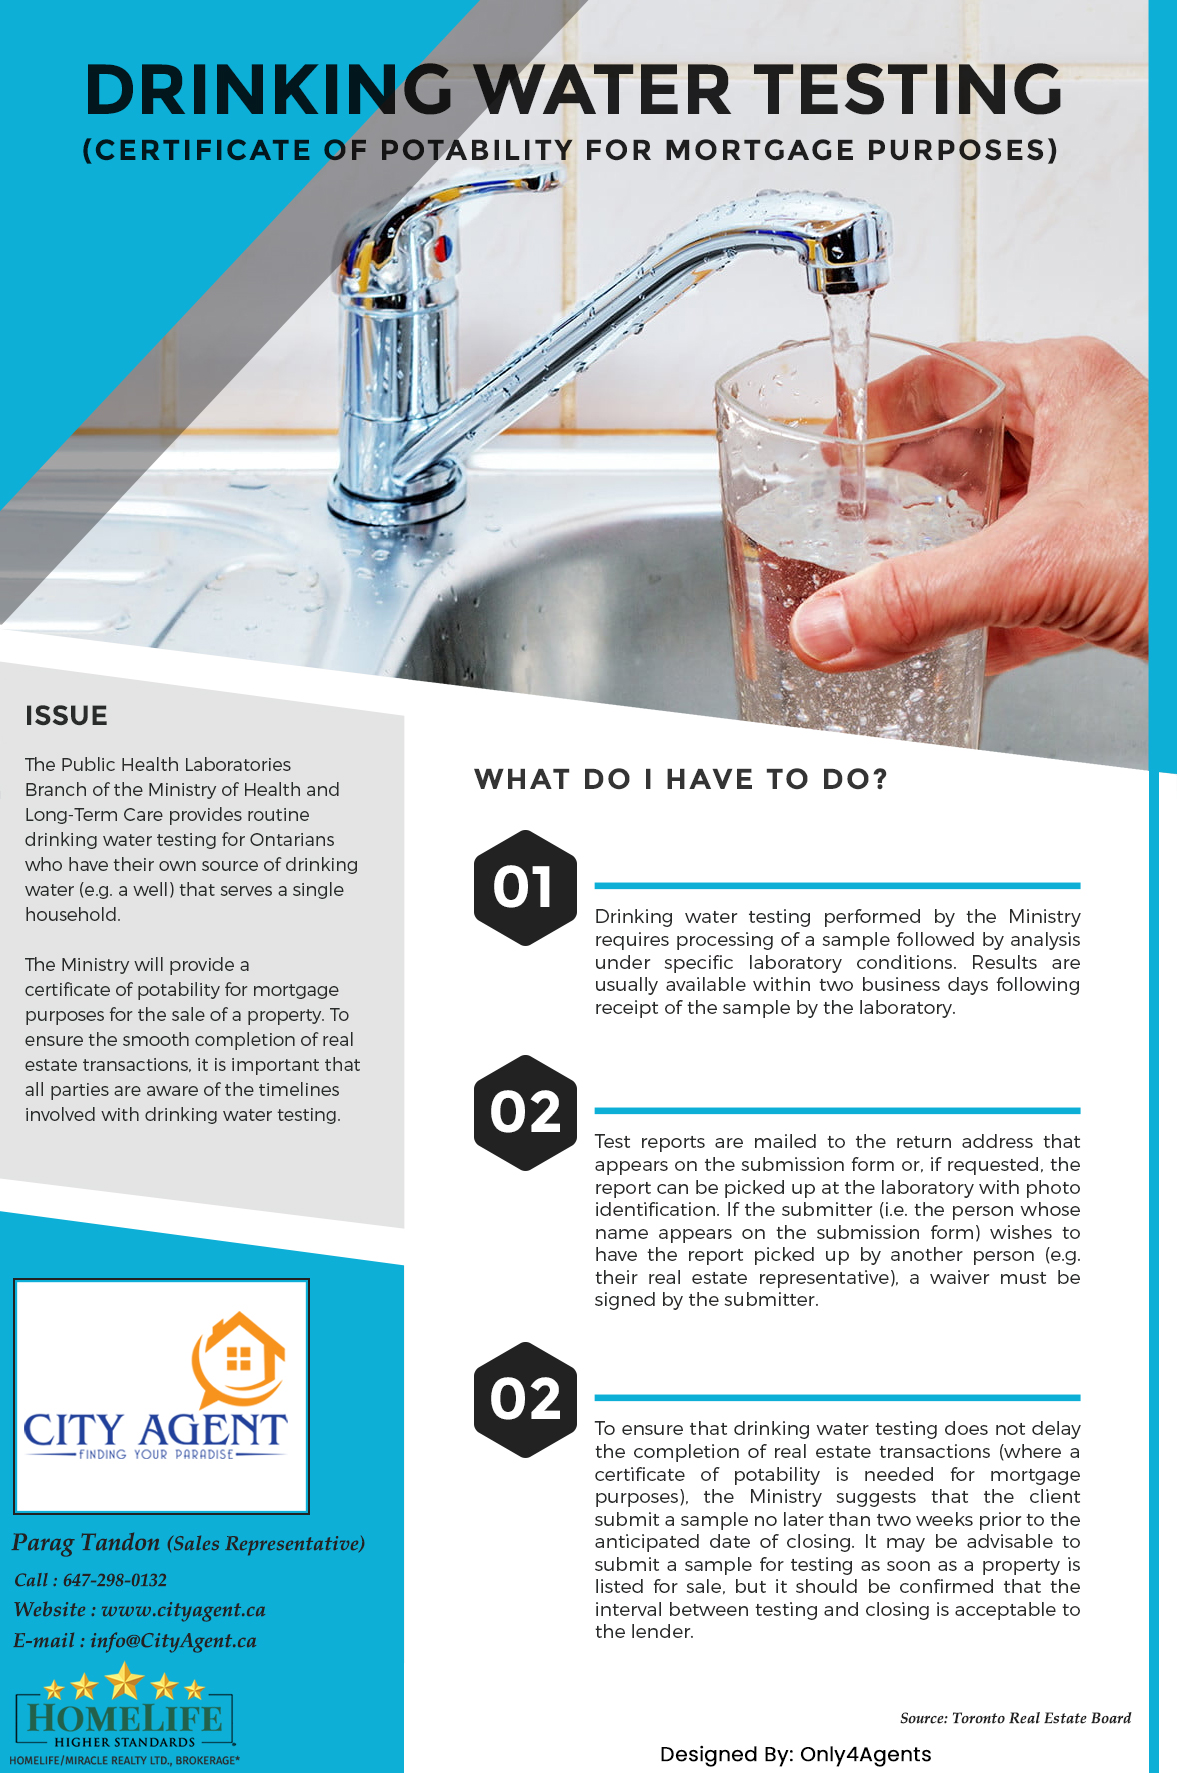 DRINKING WATER TESTING
(CERTIFICATE OF POTABILITY FOR MORTGAGE PURPOSES)
ISSUE
The Public Health Laboratories
Branch of the Ministry of Health and
Long-Term Care provides routine
drinking water testing for Ontarians
who have their own source of drinking
water (e.g. a well) that serves a single
household.
The Ministry will provide a
certificate of potability for mortgage
purposes for the sale of a property. To
ensure the smooth completion of real
estate transactions, it is important that
all parties are aware of the timelines
involved with drinking water testing.
WHAT DO I HAVE TO DO?
01
Drinking water testing performed by the Ministry
requires processing of a sample followed by analysis
under specific laboratory conditions. Results are
usually available within two business days following
receipt of the sample by the laboratory.
02
Test reports are mailed to the return address that
appears on the submission form or, if requested, the
report can be picked up at the laboratory with photo
identification. If the submitter (i.e. the person whose
name appears on the submission form) wishes to
have the report picked up by another person (e.g.
their real estate representative), a waiver must be
signed by the submitter.
02
To ensure that drinking water testing does not delay
the completion of real estate transactions (where a
certificate of potability is needed for mortgage
purposes), the Ministry suggests that the client
submit a sample no later than two weeks prior to the
anticipated date of closing. It may be advisable to
submit a sample for testing as soon as a property is
listed for sale, but it should be confirmed that the
interval between testing and closing is acceptable to
the lender.
CITY AGENT
FINDING YOUR PARADISE
Parag Tandon (Sales Representative)
Call : 647-298-0132
Website : www.cityagent.ca
E-mail : info@CityAgent.ca
HOMELIFE
HIGHER STANDARDS
HOMELIFE/MIRACLE REALTY LTD., BROKERAGE*
Source: Toronto Real Estate Board
Designed By: Only4Agents